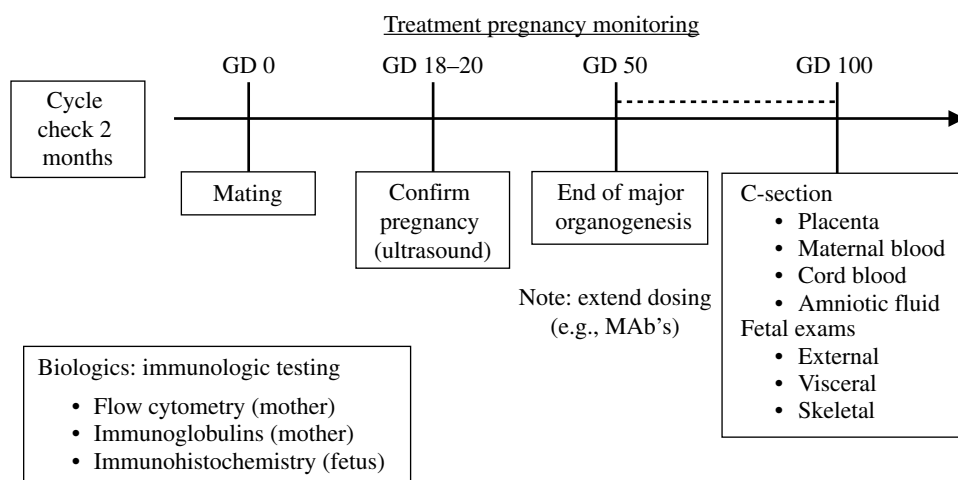 Treatment pregnancy monitoring
GD 0
GD 18–20
GD 50
GD 100
Cycle
check 2
months
Mating
Confirm
pregnancy
(ultrasound)
End of major
organogenesis
Note: extend dosing
(e.g., MAb's)
C-section
• Placenta
• Maternal blood
• Cord blood
• Amniotic fluid
Fetal exams
• External
• Visceral
• Skeletal
Biologics: immunologic testing
• Flow cytometry (mother)
• Immunoglobulins (mother)
• Immunohistochemistry (fetus)